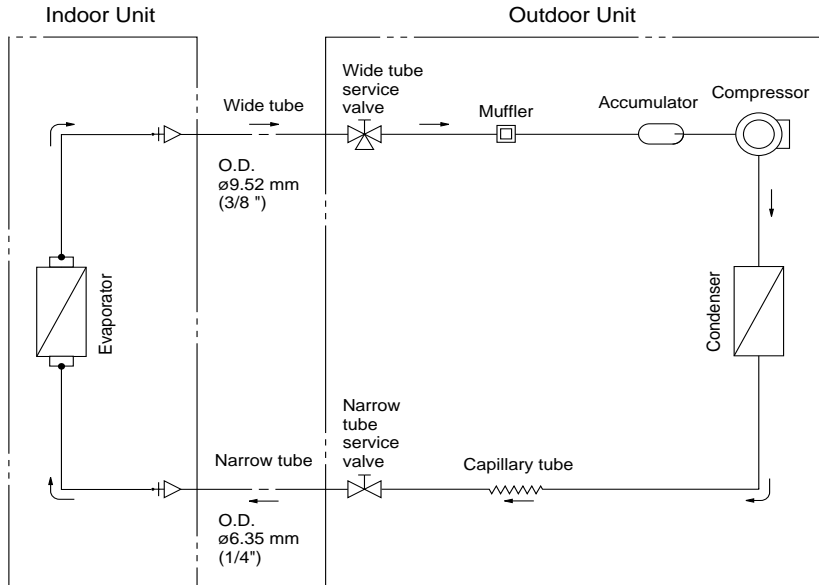 Indoor Unit
Outdoor Unit
Wide tube
Wide tube
service
valve
Muffler
Accumulator
Compressor
O.D.
ø9.52 mm
(3/8 ")
Evaporator
Condenser
Narrow tube
Narrow
tube
service
valve
Capillary tube
O.D.
ø6.35 mm
(1/4")